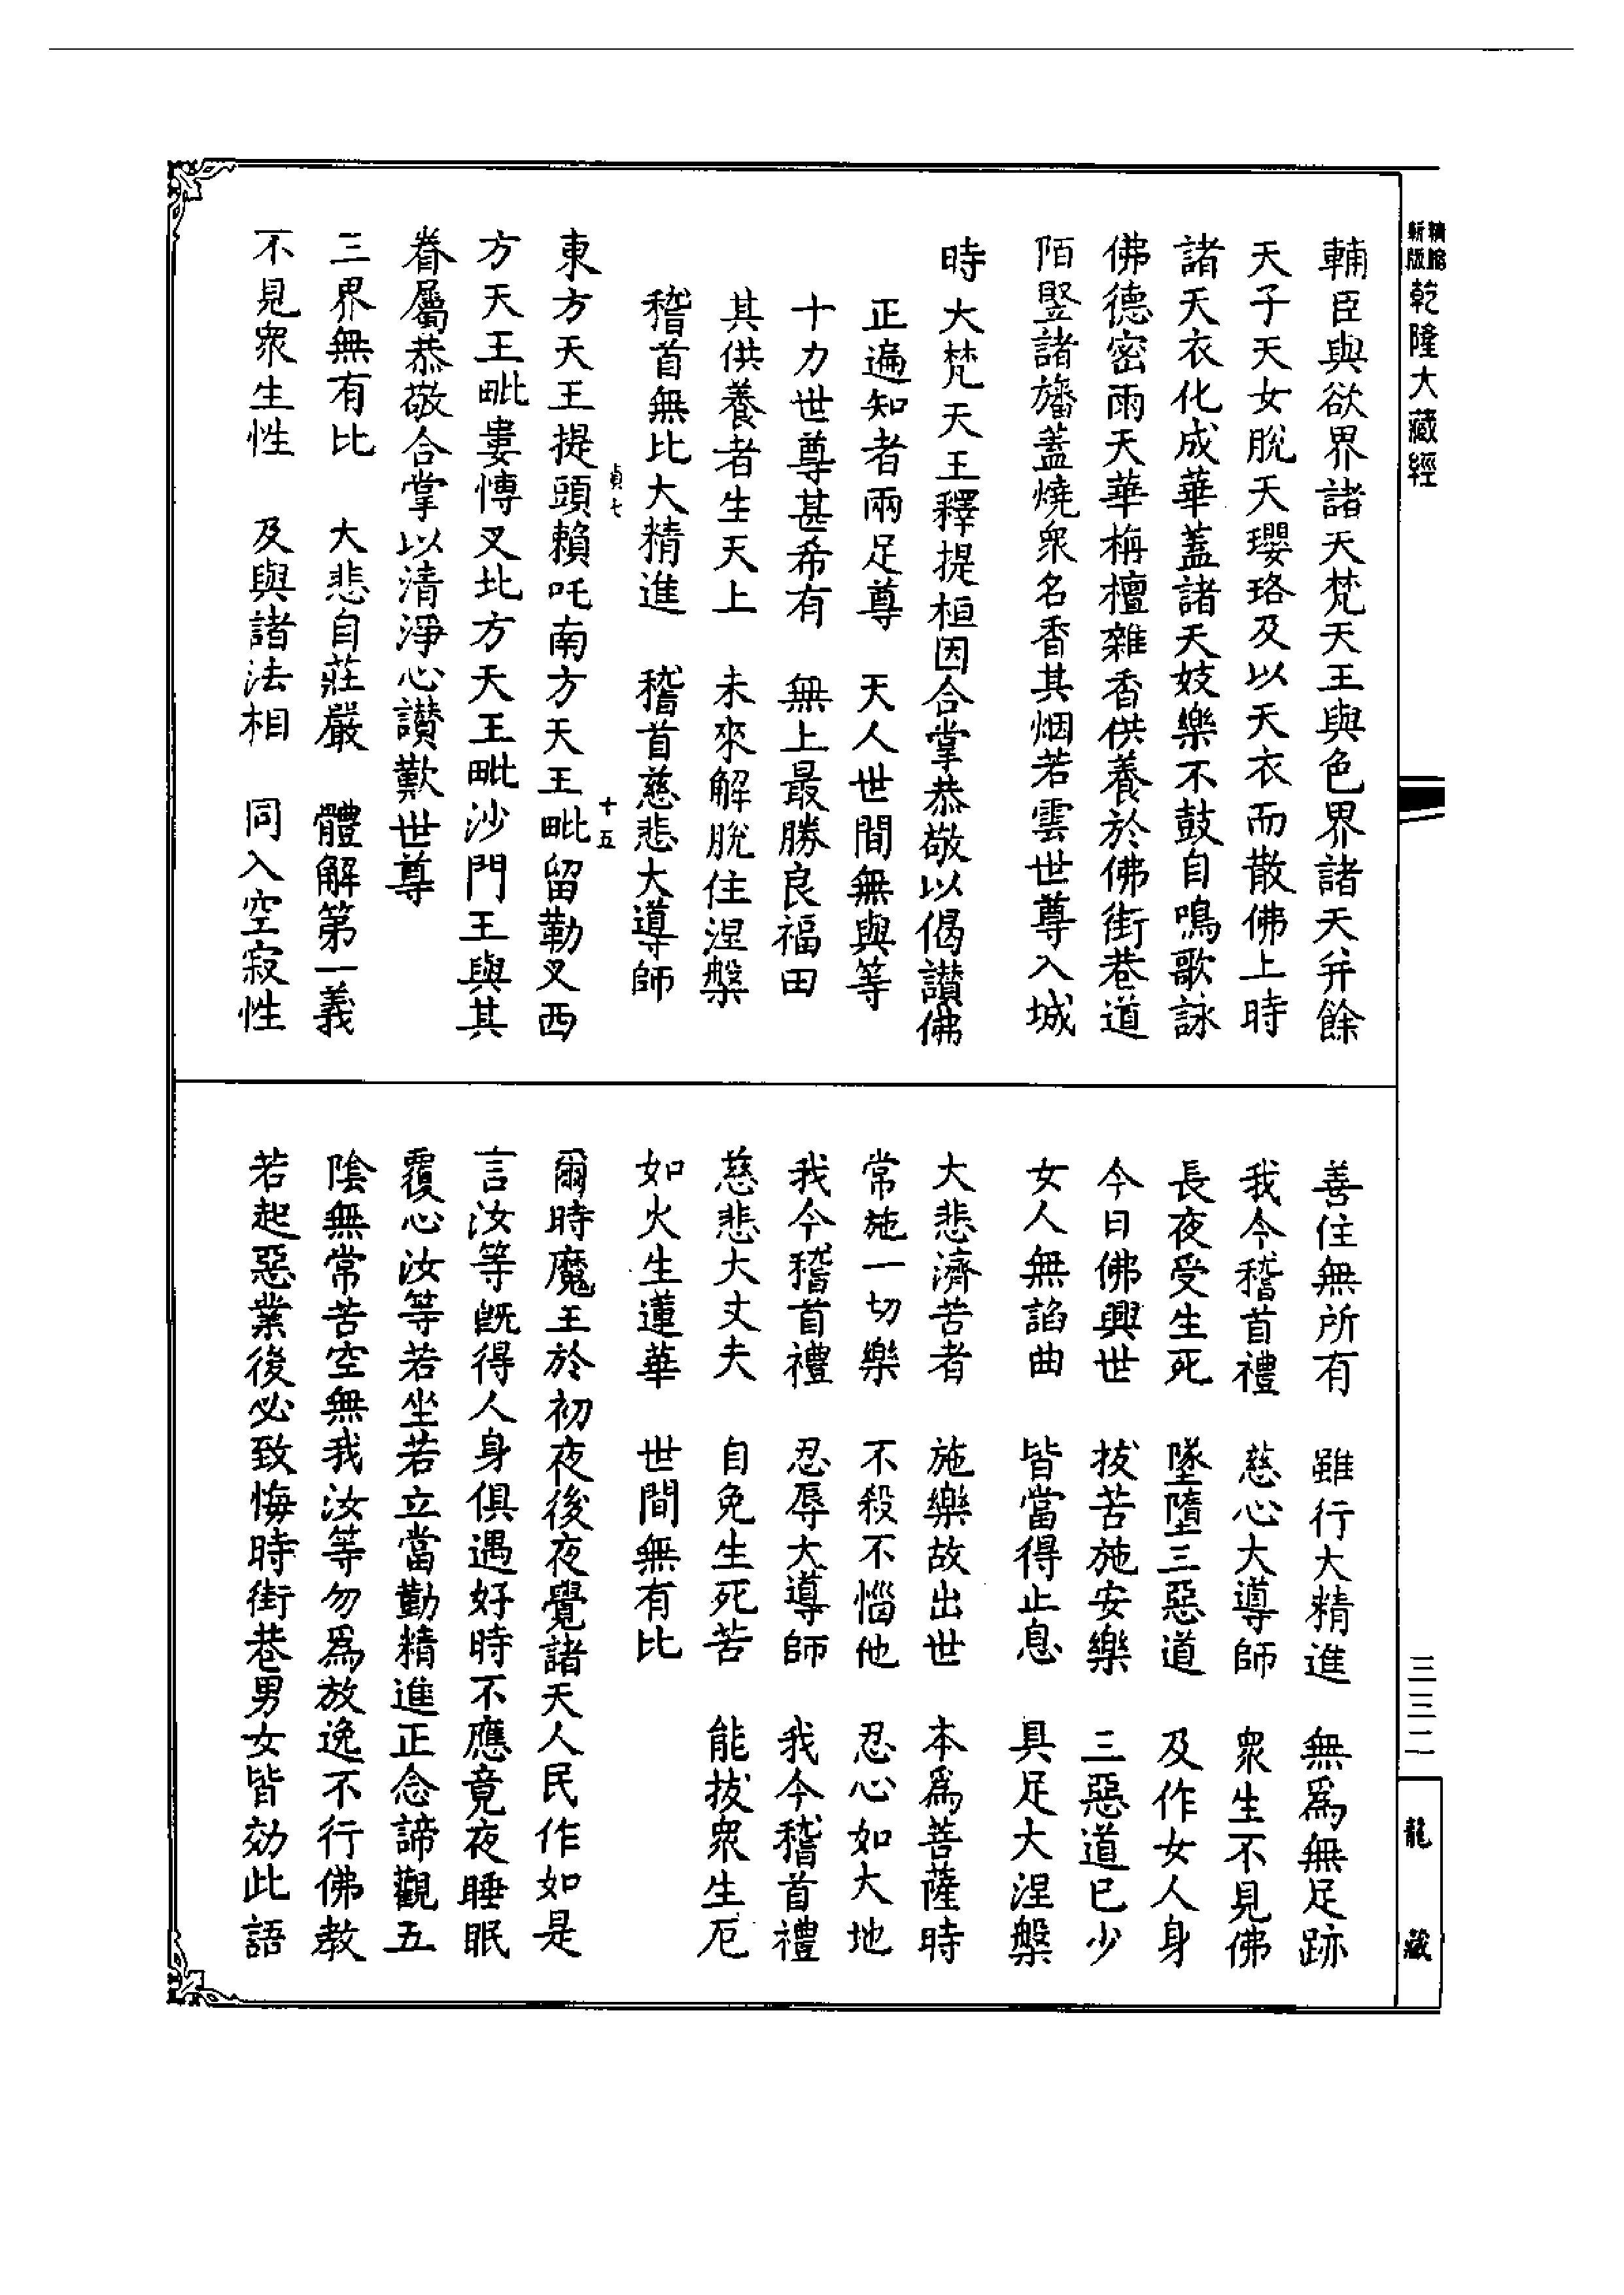 精縮
新版
乾隆大藏經
輔臣與欲界諸天梵天王與色界諸天并餘
天子天女脫天瓔珞及以天衣而散佛上時
諸天衣化成華蓋諸天妓樂不鼓自鳴歌詠
佛德密雨天華栴檀雜香供養於佛街巷道
陌竪諸旛蓋燒衆名香其烟若雲世尊入城
時大梵天王釋提桓因合掌恭敬以偈讚佛
正遍知者兩足尊　天人世間無與等
十力世尊甚希有　無上最勝良福田
其供養者生天上　未來解脫住涅槃
稽首無比大精進　稽首慈悲大導師
貞七　十五
東方天王提頭賴吒南方天王毗留勒叉西
方天王毗婁愽叉北方天王毗沙門王與其
眷屬恭敬合掌以清淨心讚歎世尊
三界無有比　大悲自莊嚴　體解第一義
不見衆生性　及與諸法相　同入空寂性
善住無所有　雖行大精進　無爲無足跡
我今稽首禮　慈心大導師　衆生不見佛
長夜受生死　墜墮三惡道　及作女人身
今日佛興世　拔苦施安樂　三惡道已少
女人無諂曲　皆當得止息　具足大涅槃
大悲濟苦者　施樂故出世　本爲菩薩時
常施一切樂　不殺不惱他　忍心如大地
我今稽首禮　忍辱大導師　我今稽首禮
慈悲大丈夫　自免生死苦　能拔衆生厄
如火生蓮華　世間無有比
爾時魔王於初夜後夜覺諸天人民作如是
言汝等旣得人身俱遇好時不應竟夜睡眠
覆心汝等若坐若立當勤精進正念諦觀五
陰無常苦空無我汝等勿爲放逸不行佛教
若起惡業後必致悔時街巷男女皆効此語
三三二
龍藏